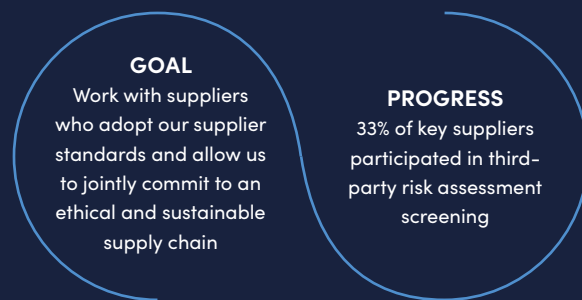 GOAL
Work with suppliers
who adopt our supplier
standards and allow us
to jointly commit to an
ethical and sustainable
supply chain
PROGRESS
33% of key suppliers
participated in third-
party risk assessment
screening